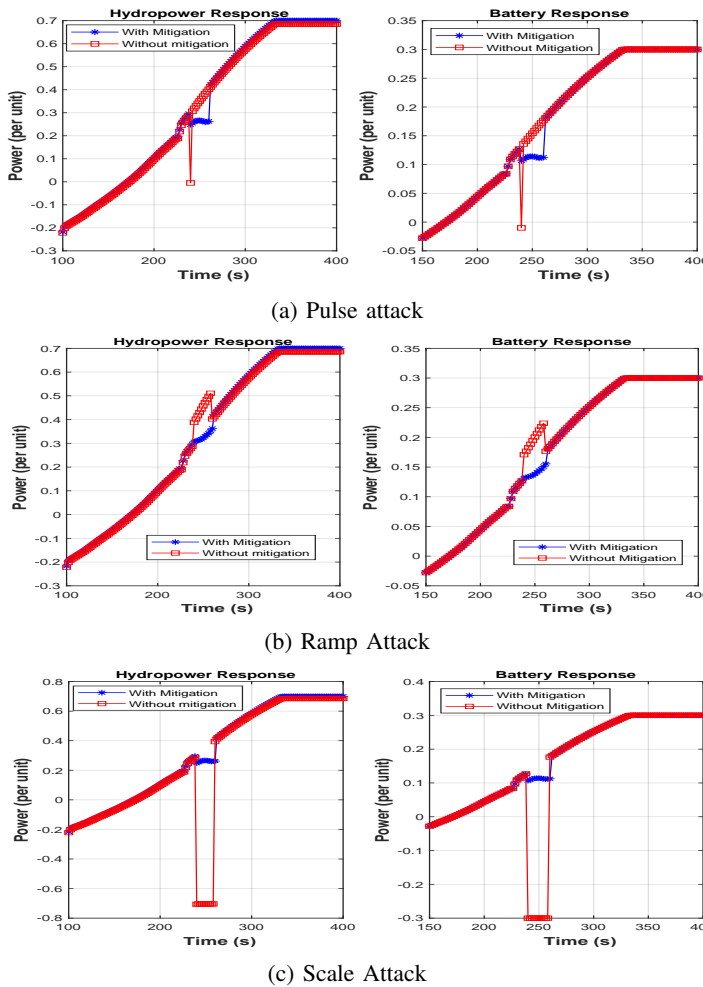 Hydropower Response
With Mitigation
Without mitigation
Power (per unit)
0.7
0.6
0.5
0.4
0.3
0.2
0.1
0
-0.1
-0.2
-0.3
100 200 300 400
Time (s)
Battery Response
With Mitigation
Without Mitigation
Power (per unit)
0.35
0.3
0.25
0.2
0.15
0.1
0.05
0
-0.05
150 200 250 300 350 400
Time (s)
(a) Pulse attack
Hydropower Response
Power (per unit)
0.7
0.6
0.5
0.4
0.3
0.2
0.1
0
-0.1
-0.2
-0.3
With Mitigation
Without mitigation
100 200 300 400
Time (s)
Battery Response
Power (per unit)
0.35
0.3
0.25
0.2
0.15
0.1
0.05
0
-0.05
With Mitigation
Without Mitigation
150 200 250 300 350 400
Time (s)
(b) Ramp Attack
Hydropower Response
With Mitigation
Without mitigation
Power (per unit)
0.8
0.6
0.4
0.2
0
-0.2
-0.4
-0.6
-0.8
100 200 300 400
Time (s)
Battery Response
With Mitigation
Without Mitigation
Power (per unit)
0.4
0.3
0.2
0.1
0
-0.1
-0.2
-0.3
150 200 250 300 350 400
Time (s)
(c) Scale Attack